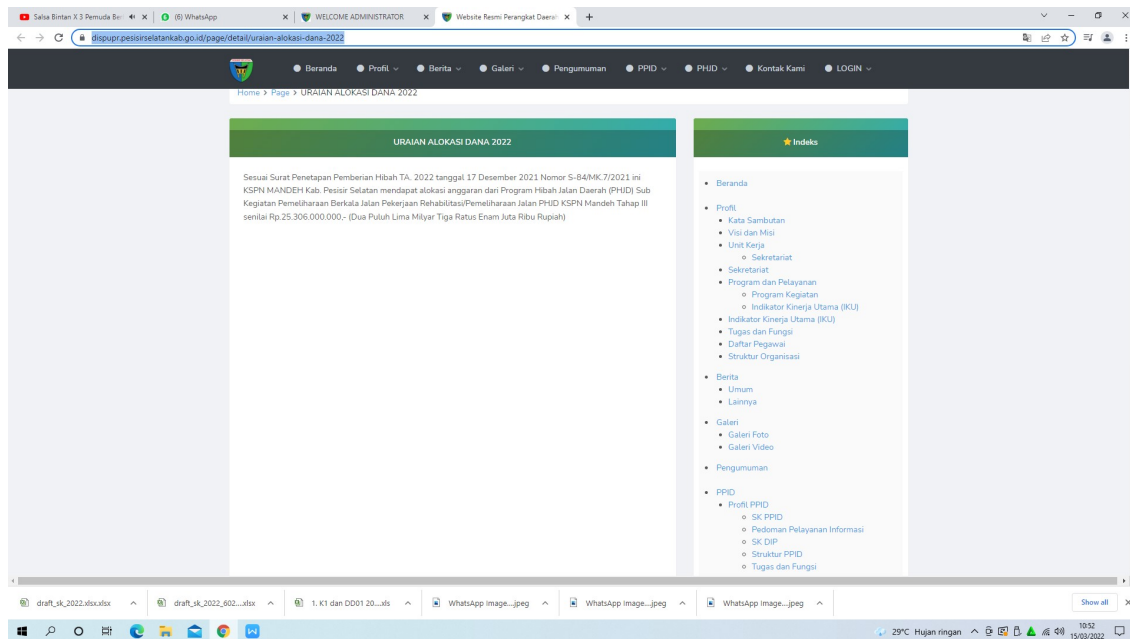 Salsa Bintan X 3 Pemuda Ber
(6) WhatsApp
WELCOME ADMINISTRATOR
Website Resmi Perangkat Daerah
dispupr.pesisirselatankab.go.id/page/detail/uraian-alokasi-dana-2022
Beranda Profil Berita Galeri Pengumuman PPID PHJD Kontak Kami LOGIN
Home > Page > URAIAN ALOKASI DANA 2022
URAIAN ALOKASI DANA 2022
Sesuai Surat Penetapan Pemberian Hibah TA. 2022 tanggal 17 Desember 2021 Nomor S-84/MK.7/2021 ini
KSPN MANDEH Kab. Pesisir Selatan mendapat alokasi anggaran dari Program Hibah Jalan Daerah (PHJD) Sub
Kegiatan Pemeliharaan Berkala Jalan Pekerjaan Rehabilitasi/Pemeliharaan Jalan PHJD KSPN Mandeh Tahap III
senilai Rp.25.306.000.000,- (Dua Puluh Lima Milyar Tiga Ratus Enam Juta Ribu Rupiah)
Indeks
Beranda
Profil
Kata Sambutan
Visi dan Misi
Unit Kerja
Sekretariat
Sekretariat
Program dan Pelayanan
Program Kegiatan
Indikator Kinerja Utama (IKU)
Indikator Kinerja Utama (IKU)
Tugas dan Fungsi
Daftar Pegawai
Struktur Organisasi
Berita
Umum
Lainnya
Galeri
Galeri Foto
Galeri Video
Pengumuman
PPID
Profil PPID
SK PPID
Pedoman Pelayanan Informasi
SK DIP
Struktur PPID
Tugas dan Fungsi
draft_sk_2022.xlsx.xlsx
draft_sk_2022_602....xlsx
1. K1 dan DD01 20....xls
WhatsApp Image....jpeg
WhatsApp Image....jpeg
WhatsApp Image....jpeg
Show all
29°C Hujan ringan
10:52
15/03/2022